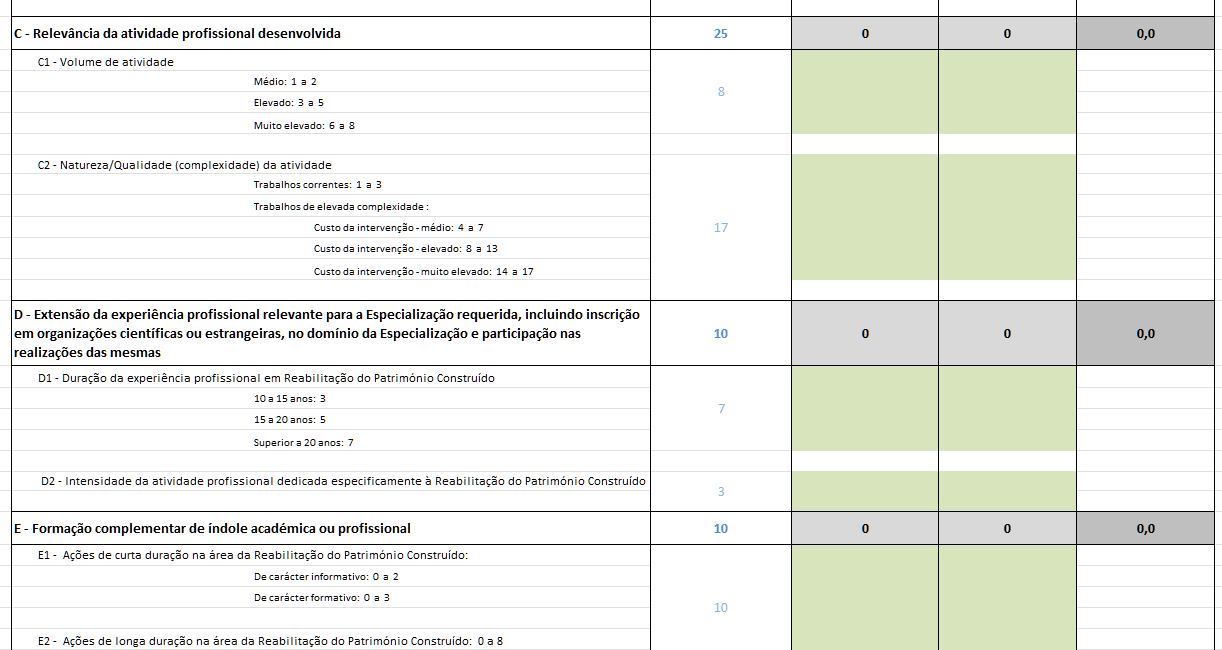 C - Relevância da atividade profissional desenvolvida 25 0 0 0,0
C1 - Volume de atividade
Médio: 1 a 2
8
Elevado: 3 a 5
Muito elevado: 6 a 8
C2 - Natureza/Qualidade (complexidade) da atividade
Trabalhos correntes: 1 a 3
Trabalhos de elevada complexidade :
Custo da intervenção - médio: 4 a 7
17
Custo da intervenção - elevado: 8 a 13
Custo da intervenção - muito elevado: 14 a 17
D - Extensão da experiência profissional relevante para a Especialização requerida, incluindo inscrição
em organizações científicas ou estrangeiras, no domínio da Especialização e participação nas
realizações das mesmas
10 0 0 0,0
D1 - Duração da experiência profissional em Reabilitação do Património Construído
10 a 15 anos: 3
7
15 a 20 anos: 5
Superior a 20 anos: 7
D2 - Intensidade da atividade profissional dedicada especificamente à Reabilitação do Património Construído
3
E - Formação complementar de índole académica ou profissional 10 0 0 0,0
E1 - Ações de curta duração na área da Reabilitação do Património Construído:
De carácter informativo: 0 a 2
De carácter formativo: 0 a 3
10
E2 - Ações de longa duração na área da Reabilitação do Património Construído: 0 a 8